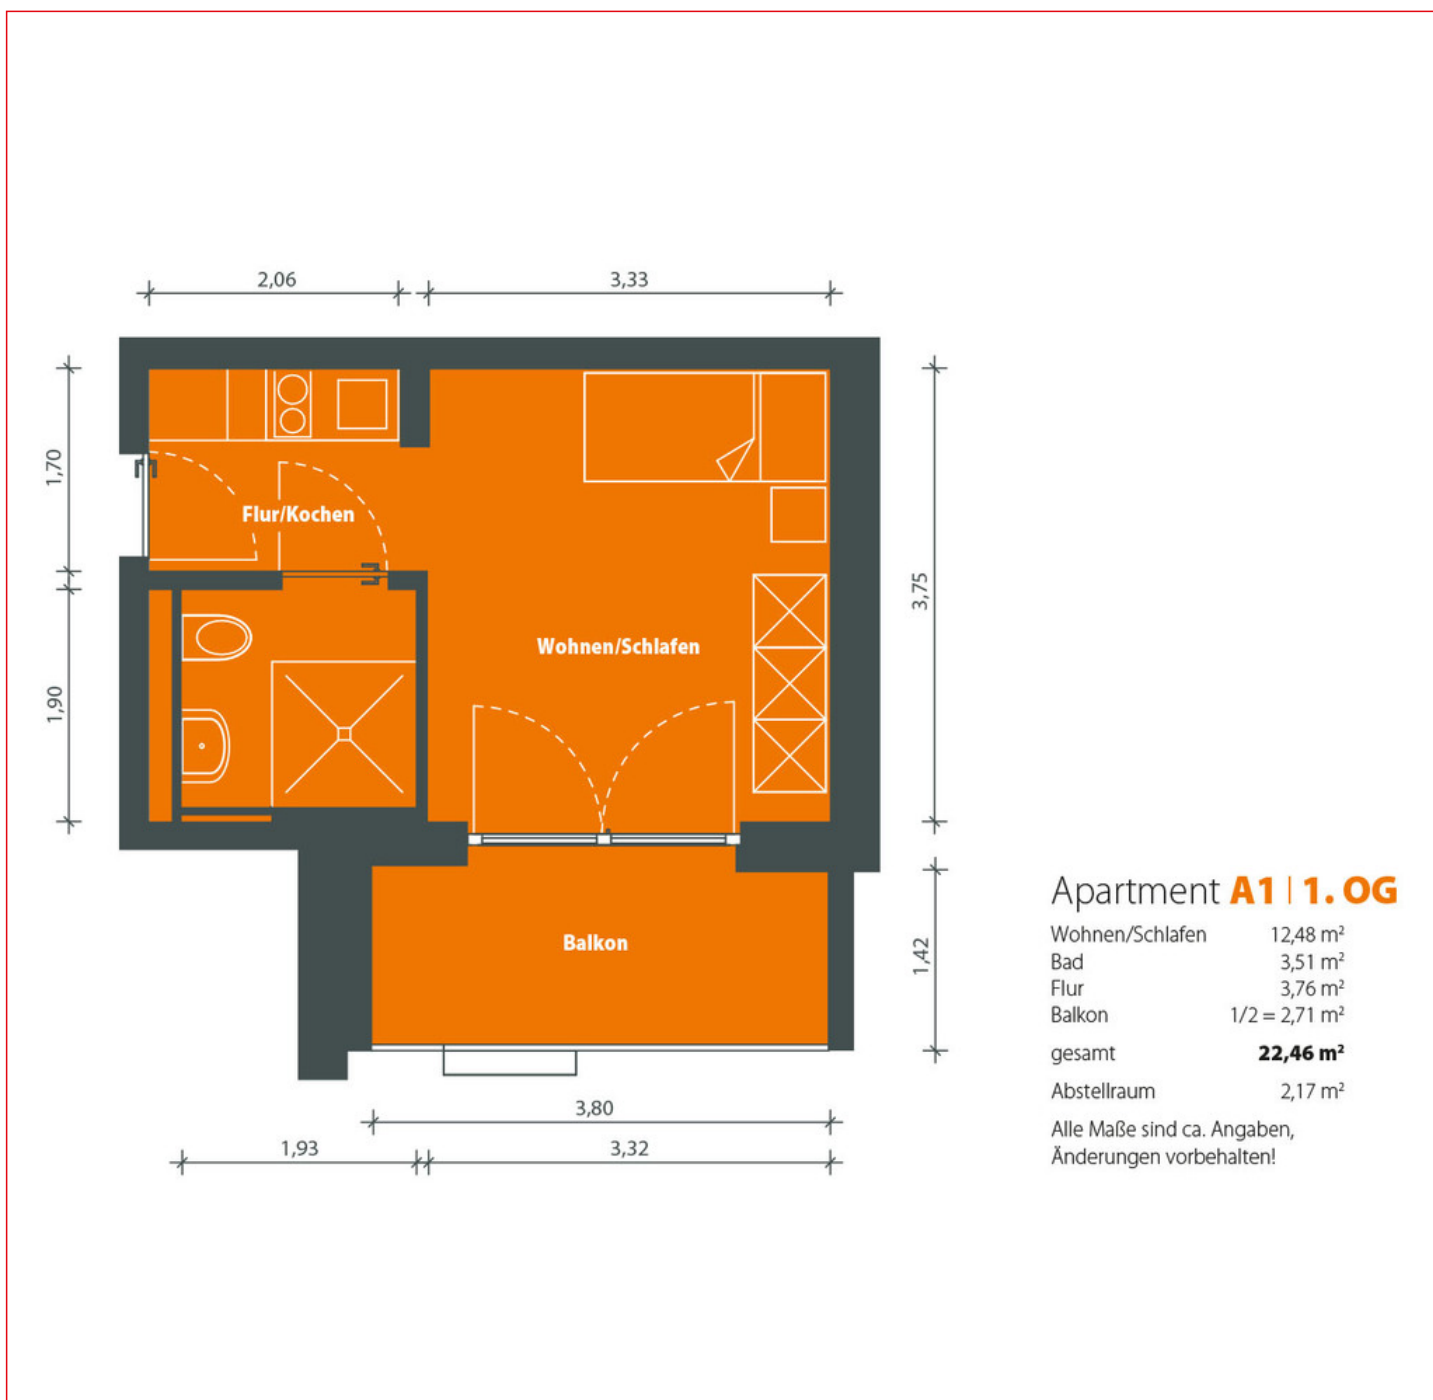 2,06
3,33
1,70
Flur/Kochen
3,75
Wohnen/Schlafen
1,90
Balkon
1,42
3,80
1,93
3,32
Apartment A1 | 1. OG
Wohnen/Schlafen 12,48 m²
Bad 3,51 m²
Flur 3,76 m²
Balkon 1/2 = 2,71 m²
gesamt 22,46 m²
Abstellraum 2,17 m²
Alle Maße sind ca. Angaben,
Änderungen vorbehalten!